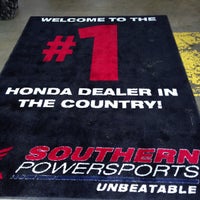 WELCOME TO THE
#1
HONDA DEALER IN
THE COUNTRY!
SOUTHERN
POWERSPORTS
UNBEATABLE